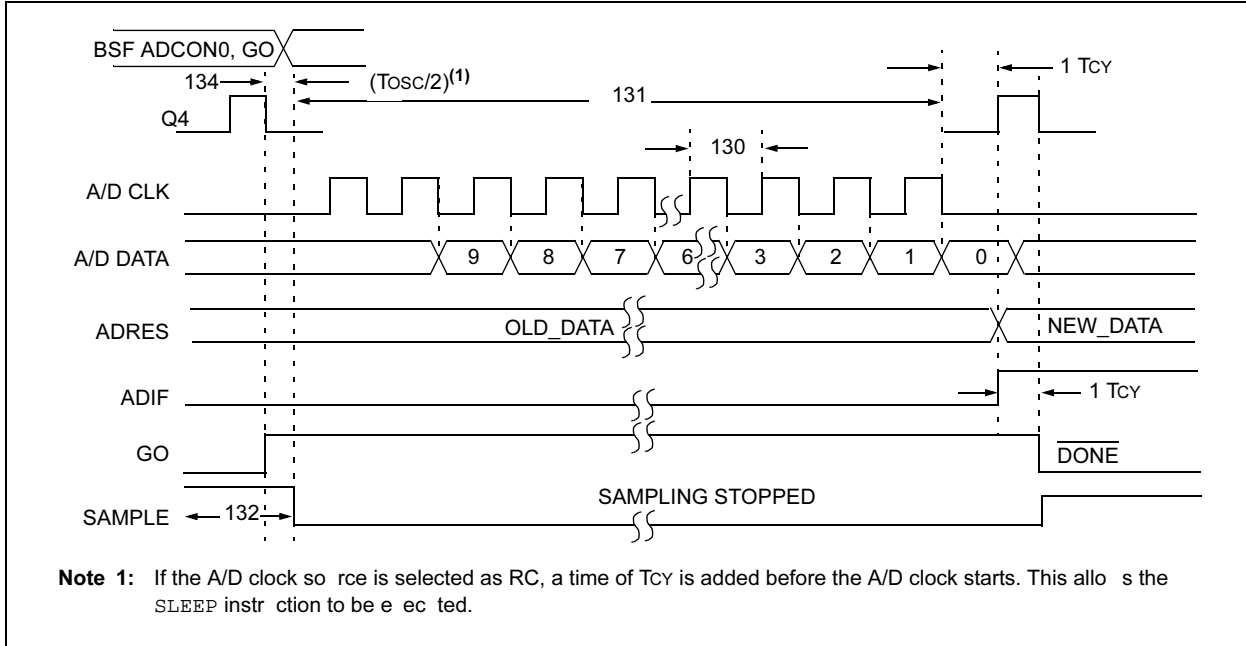 BSF ADCON0, GO
134
(TOSC/2)(1)
131
1 TCY
Q4
130
A/D CLK
A/D DATA
9 8 7 6 3 2 1 0
ADRES
OLD_DATA
NEW_DATA
ADIF
1 TCY
GO
DONE
SAMPLING STOPPED
SAMPLE
132
Note 1: If the A/D clock so rce is selected as RC, a time of TCY is added before the A/D clock starts. This allo s the
SLEEP instr ction to be e ec ted.